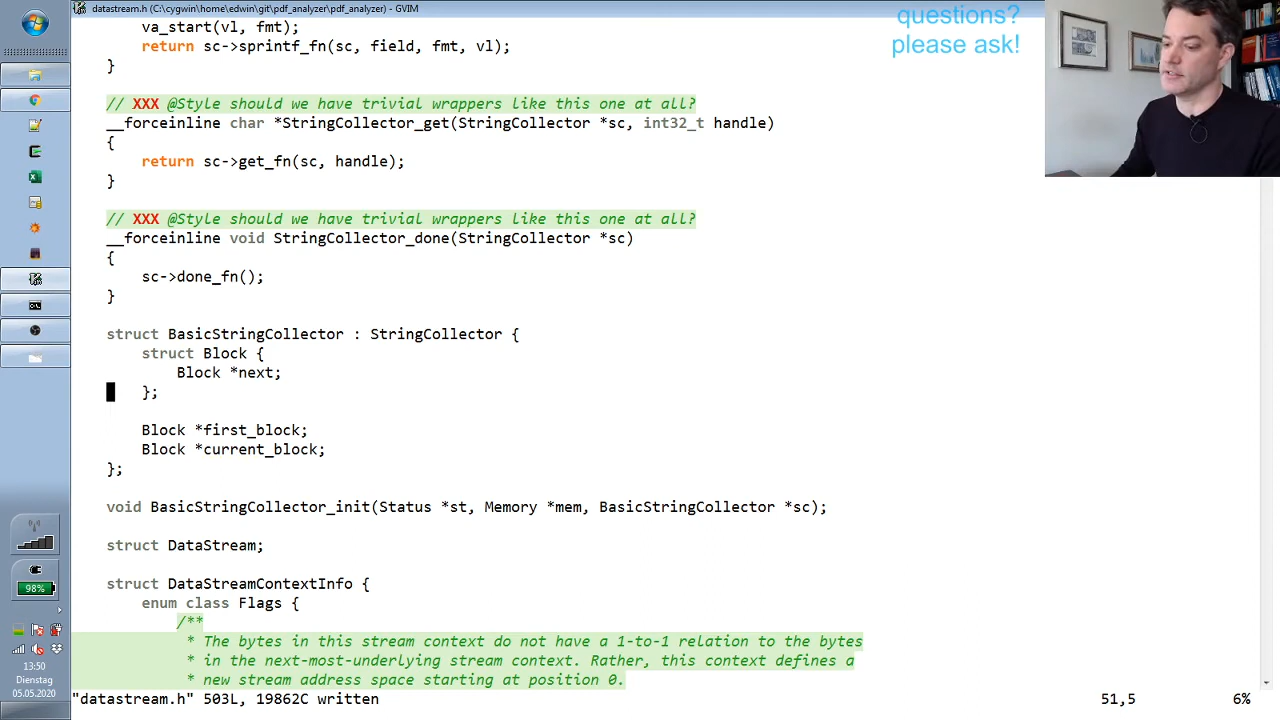 datastream.h (C:\cygwin\home\edwin\git\pdf_analyzer\pdf_analyzer) - GVIM
va_start(vl, fmt);
return sc->sprintf_fn(sc, field, fmt, vl);
}
// XXX @Style should we have trivial wrappers like this one at all?
__forceinline char *StringCollector_get(StringCollector *sc, int32_t handle)
{
return sc->get_fn(sc, handle);
}
// XXX @Style should we have trivial wrappers like this one at all?
__forceinline void StringCollector_done(StringCollector *sc)
{
sc->done_fn();
}
struct BasicStringCollector : StringCollector {
struct Block {
Block *next;
};
Block *first_block;
Block *current_block;
};
void BasicStringCollector_init(Status *st, Memory *mem, BasicStringCollector *sc);
struct DataStream;
struct DataStreamContextInfo {
enum class Flags {
/**
* The bytes in this stream context do not have a 1-to-1 relation to the bytes
* in the next-most-underlying stream context. Rather, this context defines a
* new stream address space starting at position 0.
"datastream.h" 503L, 19862C written
51,5
6%
questions?
please ask!
98%
13:50
Dienstag
05.05.2020